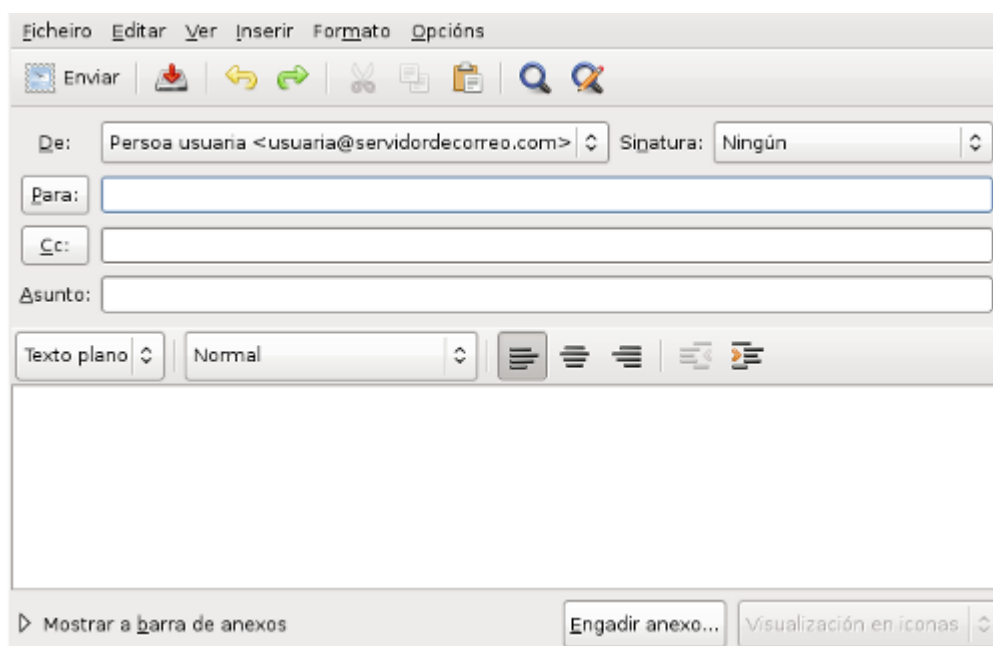 Ficheiro Editar Ver Inserir Formato Opcións
Enviar
De: Persoa usuaria <usuaria@servidordecorreo.com> Sinatura: Ningún
Para:
Cc:
Asunto:
Texto plano Normal
Mostrar a barra de anexos Engadir anexo... Visualización en iconas